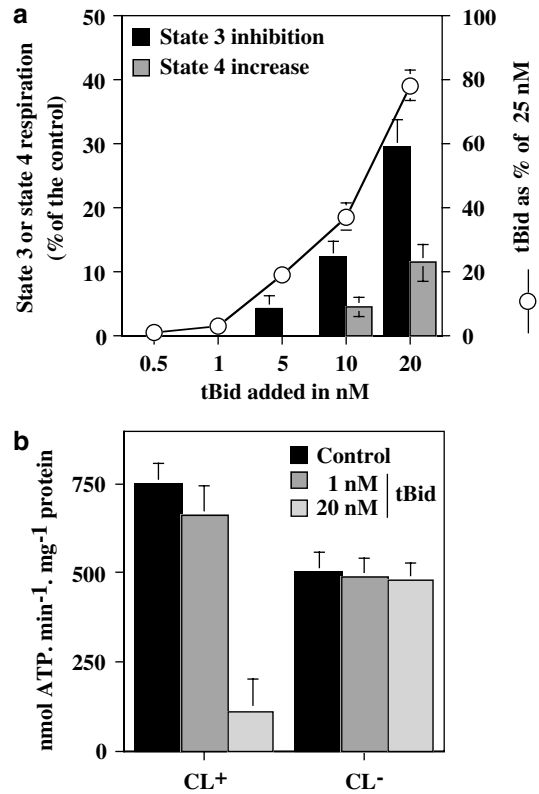 a
State 3 or state 4 respiration
(% of the control)
50
40
30
20
10
0
State 3 inhibition
State 4 increase
100
80
60
40
20
0
tBid as % of 25 nM
0.5 1 5 10 20
tBid added in nM
b
nmol ATP. min-1. mg-1 protein
750
500
250
0
Control
1 nM
20 nM
tBid
CL+ CL-